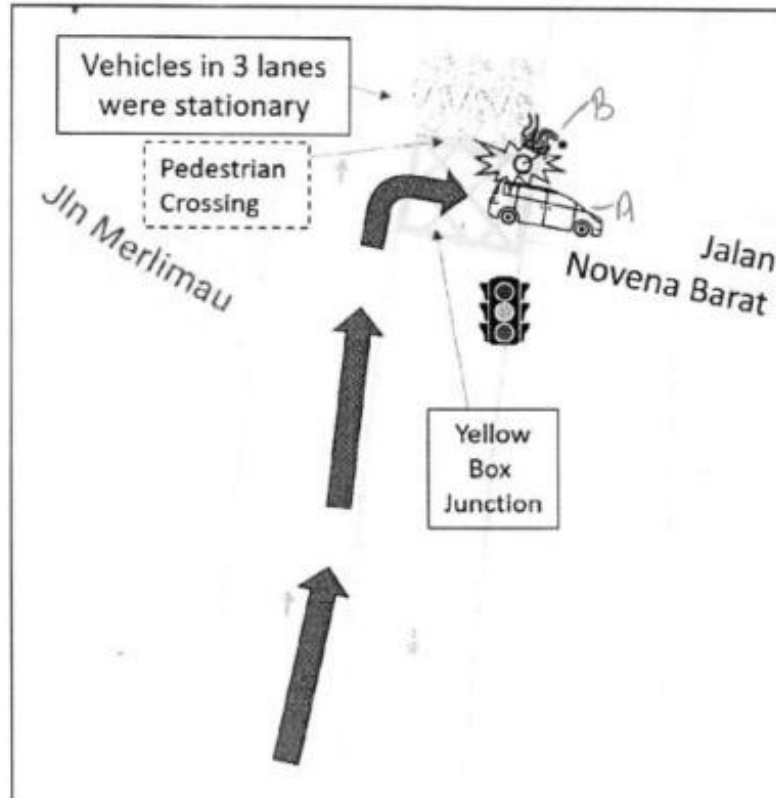 Vehicles in 3 lanes
were stationary
B
Pedestrian
Crossing
A
Jln Merlimau
Jalan
Novena Barat
Yellow
Box
Junction